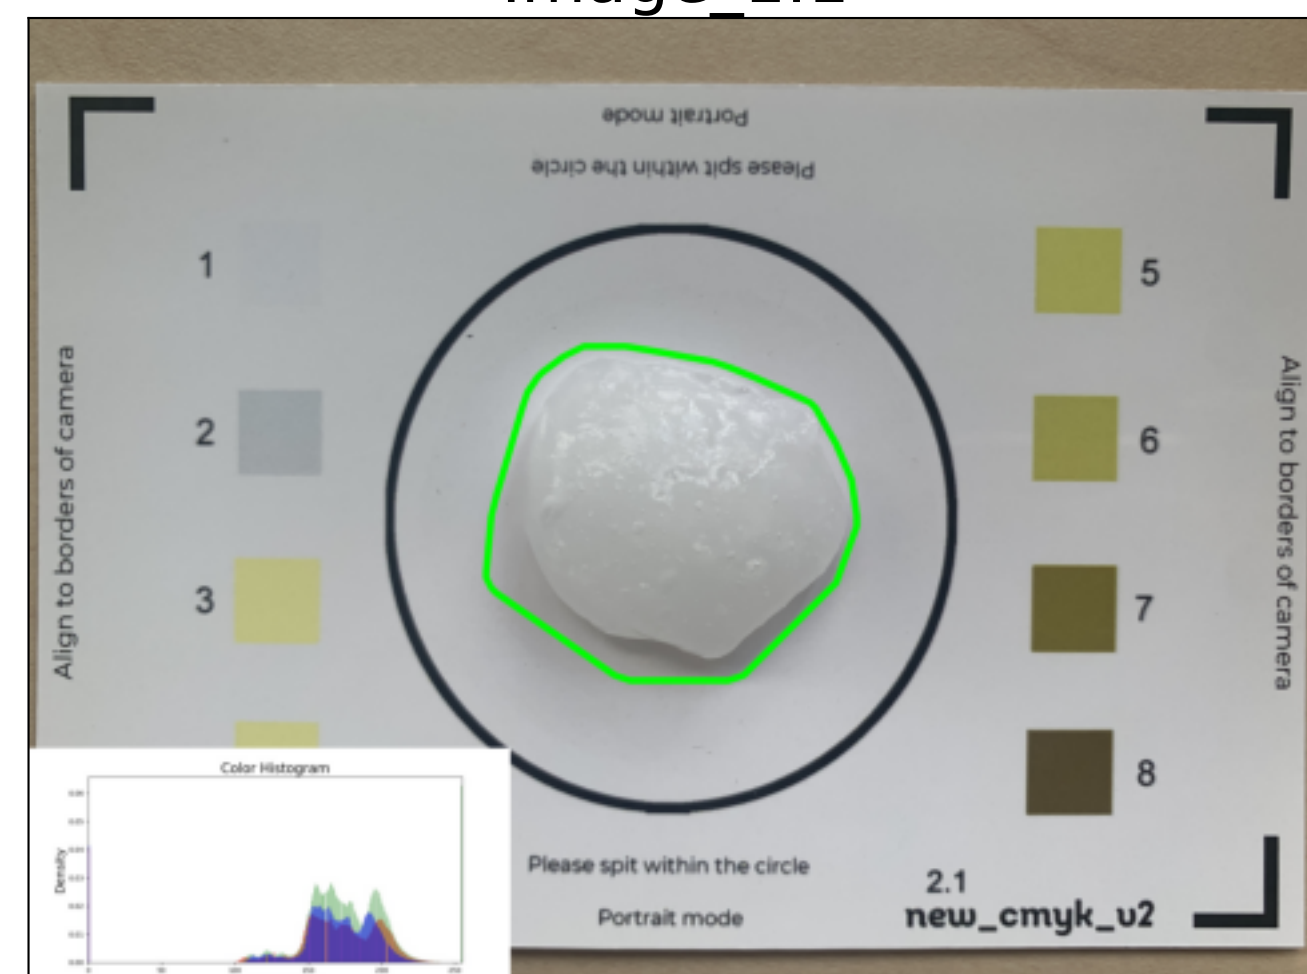 Portrait mode
Please spit within the circle
1
2
3
5
6
7
8
Align to borders of camera
Align to borders of camera
Color Histogram
Density
Please spit within the circle
Portrait mode
2.1
new_cmyk_v2